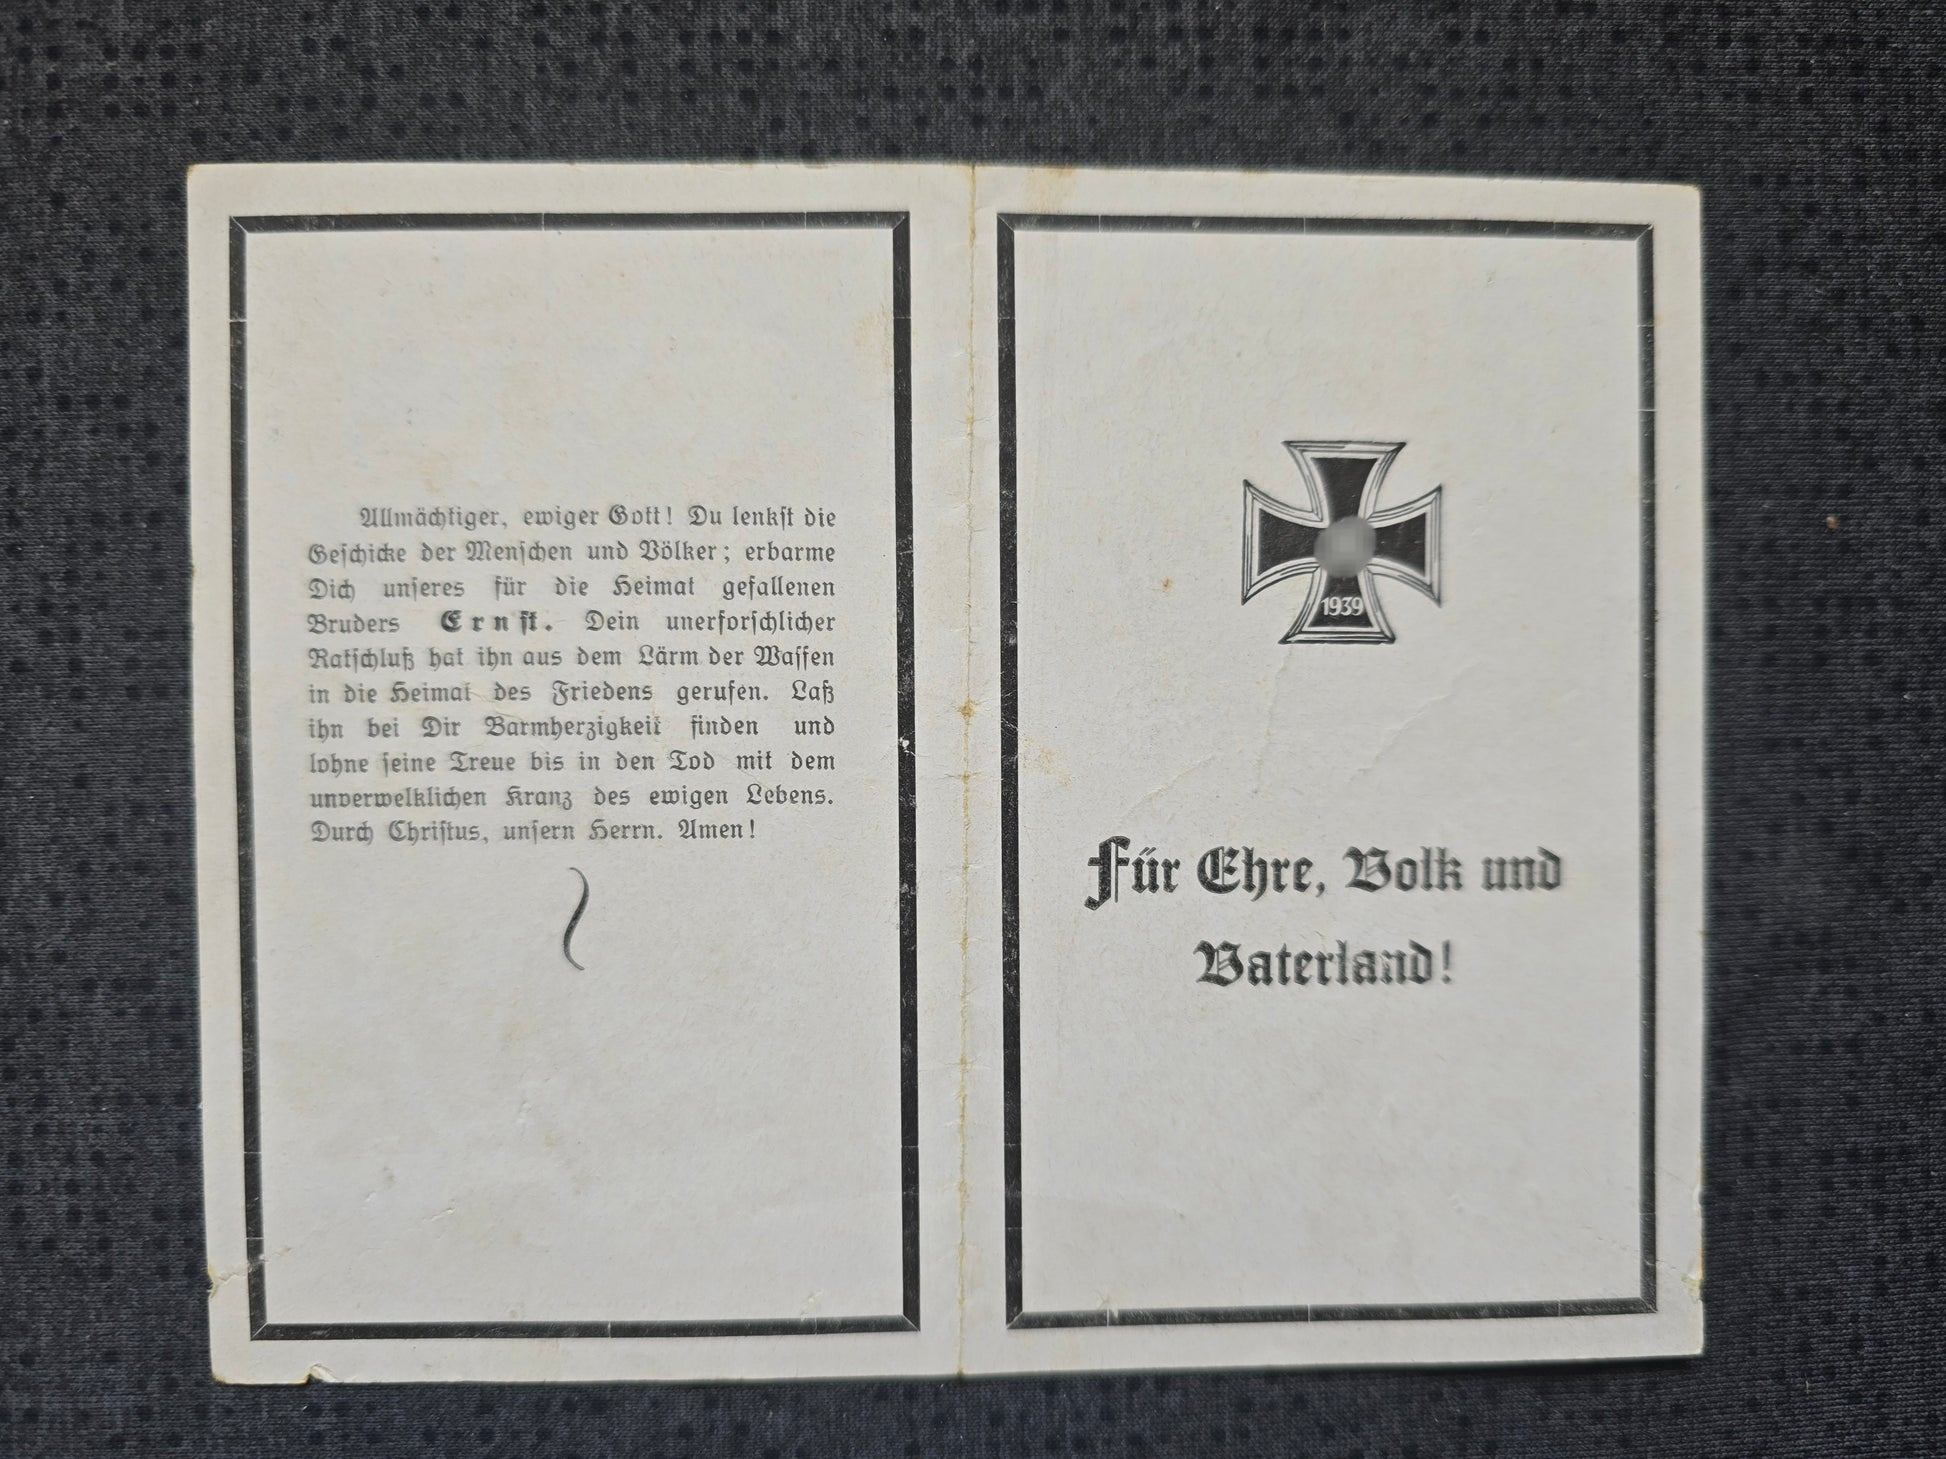 Allmächtiger, ewiger Gott! Du lenkst die
Geschicke der Menschen und Völker; erbarme
Dich unseres für die Heimat gefallenen
Bruders Ernst. Dein unerforschlicher
Ratschluß hat ihn aus dem Lärm der Waffen
in die Heimat des Friedens gerufen. Laß
ihn bei Dir Barmherzigkeit finden und
lohne seine Treue bis in den Tod mit dem
unverwelklichen Kranz des ewigen Lebens.
Durch Christus, unsern Herrn. Amen!
1939
Für Ehre, Volk und
Vaterland!